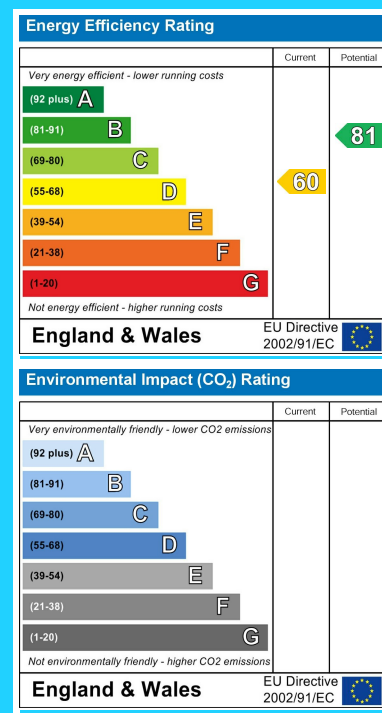 Energy Efficiency Rating
Current Potential
Very energy efficient - lower running costs
(92 plus) A
(81-91) B
(69-80) C
(55-68) D
(39-54) E
(21-38) F
(1-20) G
60
81
Not energy efficient - higher running costs
England & Wales
EU Directive
2002/91/EC
Environmental Impact (CO₂) Rating
Current Potential
Very environmentally friendly - lower CO2 emissions
(92 plus) A
(81-91) B
(69-80) C
(55-68) D
(39-54) E
(21-38) F
(1-20) G
Not environmentally friendly - higher CO2 emissions
England & Wales
EU Directive
2002/91/EC